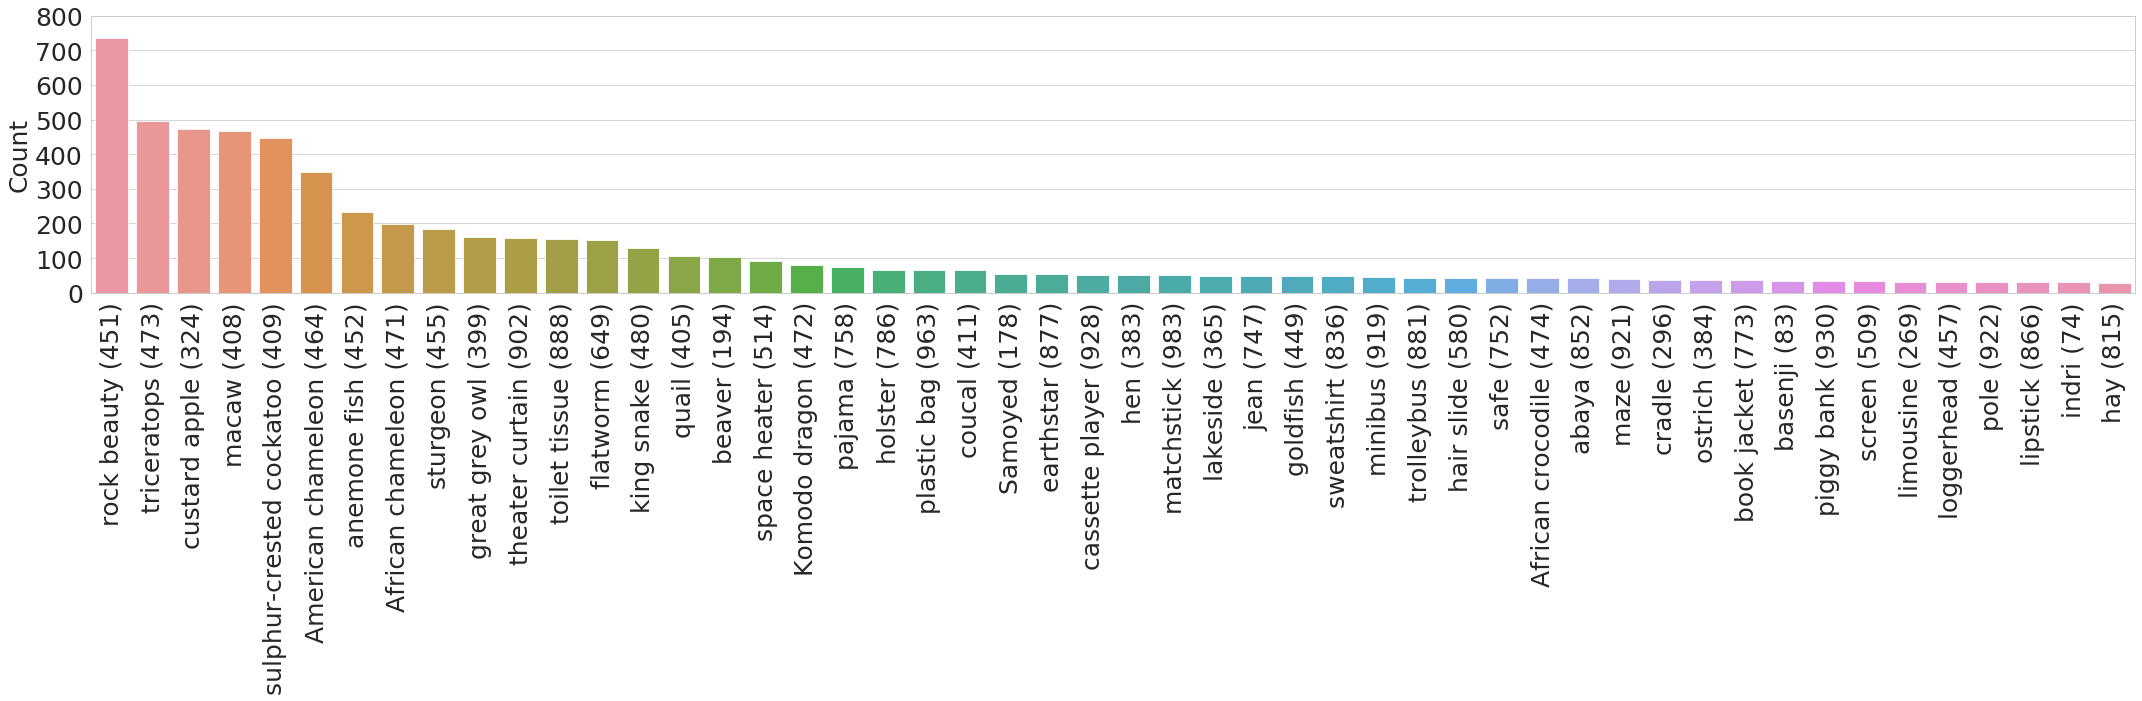 800
700
600
500
400
300
200
100
0
Count
rock beauty (451)
triceratops (473)
custard apple (324)
macaw (408)
sulphur-crested cockatoo (409)
American chameleon (464)
anemone fish (452)
African chameleon (471)
sturgeon (455)
great grey owl (399)
theater curtain (902)
toilet tissue (888)
flatworm (649)
king snake (480)
quail (405)
beaver (194)
space heater (514)
Komodo dragon (472)
pajama (758)
holster (786)
plastic bag (963)
coucal (411)
Samoyed (178)
earthstar (877)
cassette player (928)
hen (383)
matchstick (983)
lakeside (365)
jean (747)
goldfish (449)
sweatshirt (836)
minibus (919)
trolleybus (881)
hair slide (580)
safe (752)
African crocodile (474)
abaya (852)
maze (921)
cradle (296)
ostrich (384)
book jacket (773)
basenji (83)
piggy bank (930)
screen (509)
limousine (269)
loggerhead (457)
pole (922)
lipstick (866)
indri (74)
hay (815)